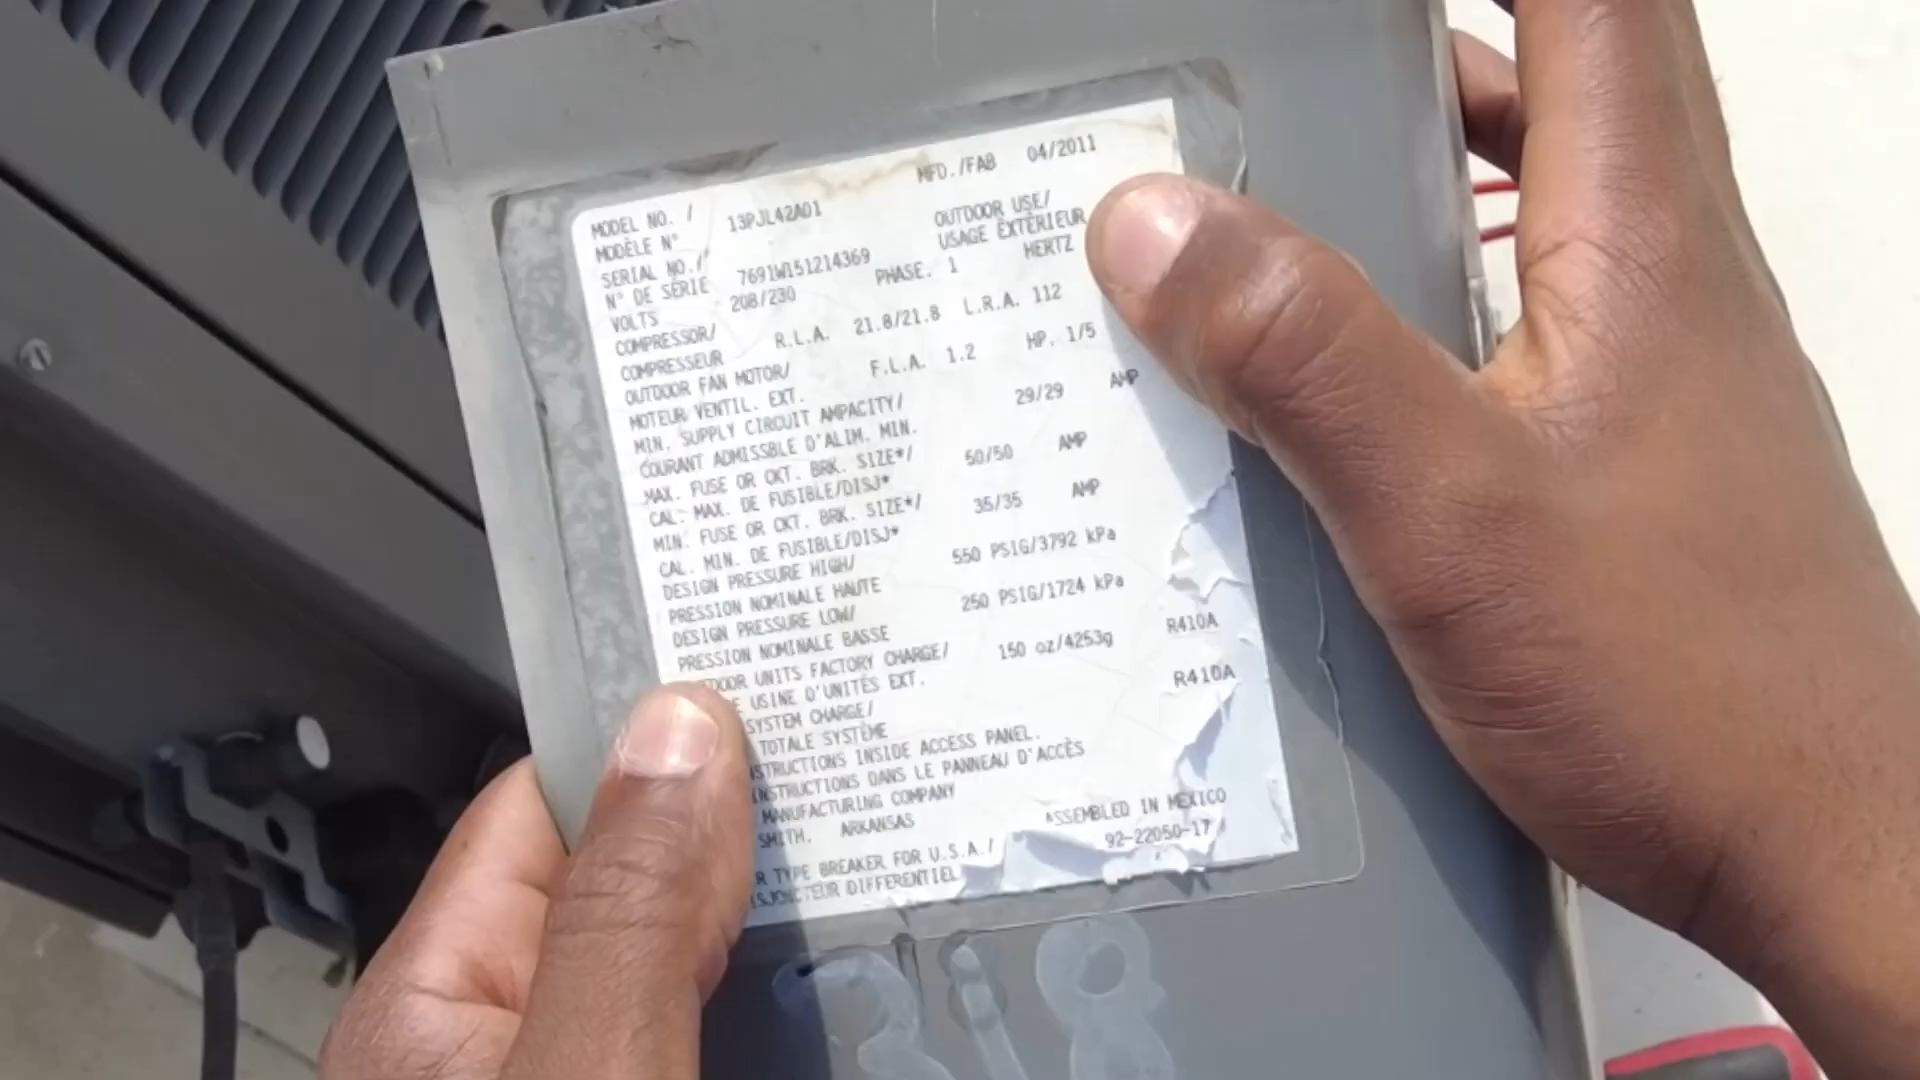 MFD./FAB 04/2011
MODEL NO. / 13PJL42A01
MODÈLE N°
OUTDOOR USE/
USAGE EXTÈRIEUR
SERIAL NO./ 7691W151214369
N° DE SÉRIE
VOLTS 208/230 PHASE. 1 HERTZ
COMPRESSOR/ R.L.A. 21.8/21.8 L.R.A. 112
COMPRESSEUR
OUTDOOR FAN MOTOR/ F.L.A. 1.2 HP. 1/5
MOTEUR VENTIL. EXT.
MIN. SUPPLY CIRCUIT AMPACITY/ 29/29 AMP
COURANT ADMISSBLE D'ALIM. MIN.
MAX. FUSE OR CKT. BRK. SIZE*/ 50/50 AMP
CAL. MAX. DE FUSIBLE/DISJ*
MIN. FUSE OR CKT. BRK. SIZE*/ 35/35 AMP
CAL. MIN. DE FUSIBLE/DISJ*
DESIGN PRESSURE HIGH/ 550 PSIG/3792 kPa
PRESSION NOMINALE HAUTE
DESIGN PRESSURE LOW/ 250 PSIG/1724 kPa
PRESSION NOMINALE BASSE
UNITS FACTORY CHARGE/ 150 oz/4253g R410A
USINE D'UNITÉS EXT.
SYSTEM CHARGE/ R410A
TOTALE SYSTÈME
INSIDE ACCESS PANEL.
DANS LE PANNEAU D'ACCÈS
MANUFACTURING COMPANY
SMITH, ARKANSAS ASSEMBLED IN MEXICO
92-22050-17
TYPE BREAKER FOR U.S.A./
DIFFERENTIEL